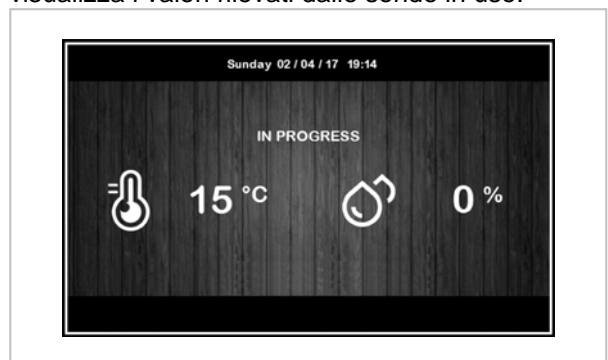 visualizza i valori rilevati dalle sonde in uso.
Sunday 02 / 04 / 17 19:14
IN PROGRESS
15 °C 0 %